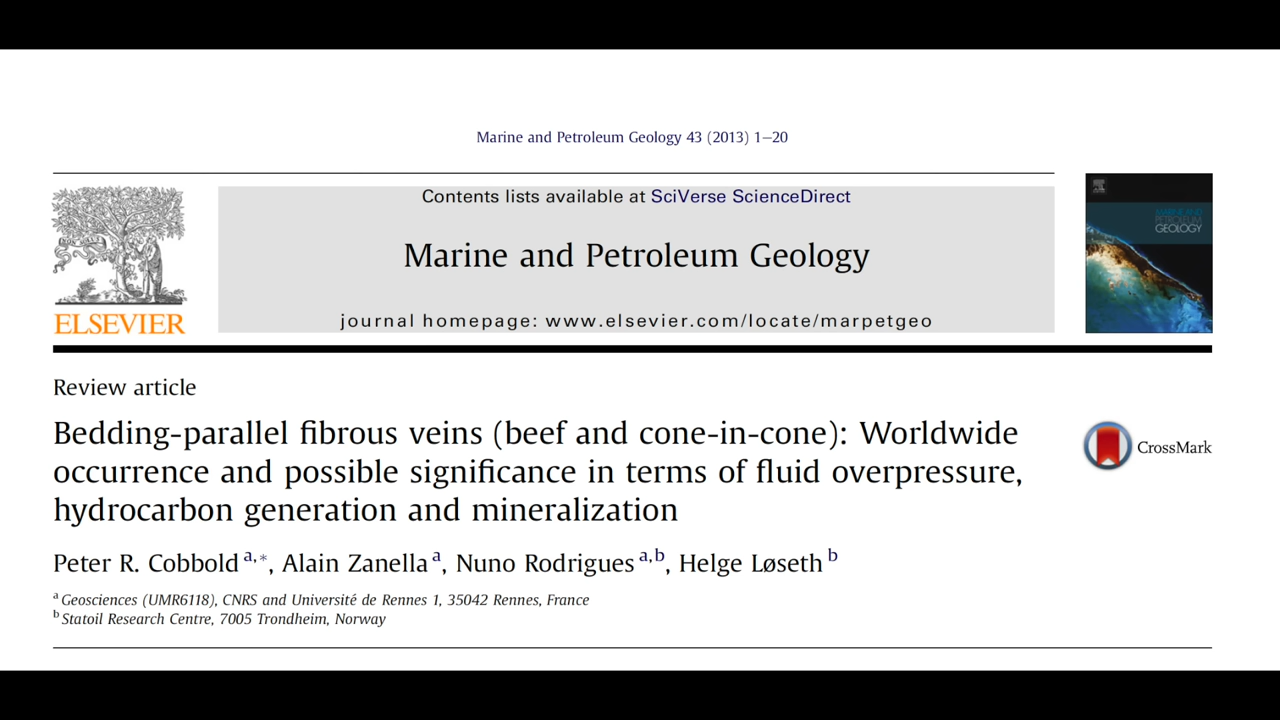 Marine and Petroleum Geology 43 (2013) 1–20
Contents lists available at SciVerse ScienceDirect
Marine and Petroleum Geology
journal homepage: www.elsevier.com/locate/marpetgeo
ELSEVIER
MARINE AND
PETROLEUM
GEOLOGY
Review article
Bedding-parallel fibrous veins (beef and cone-in-cone): Worldwide
occurrence and possible significance in terms of fluid overpressure,
hydrocarbon generation and mineralization
CrossMark
Peter R. Cobbold a,*, Alain Zanella a, Nuno Rodrigues a,b, Helge Løseth b
a Geosciences (UMR6118), CNRS and Université de Rennes 1, 35042 Rennes, France
b Statoil Research Centre, 7005 Trondheim, Norway